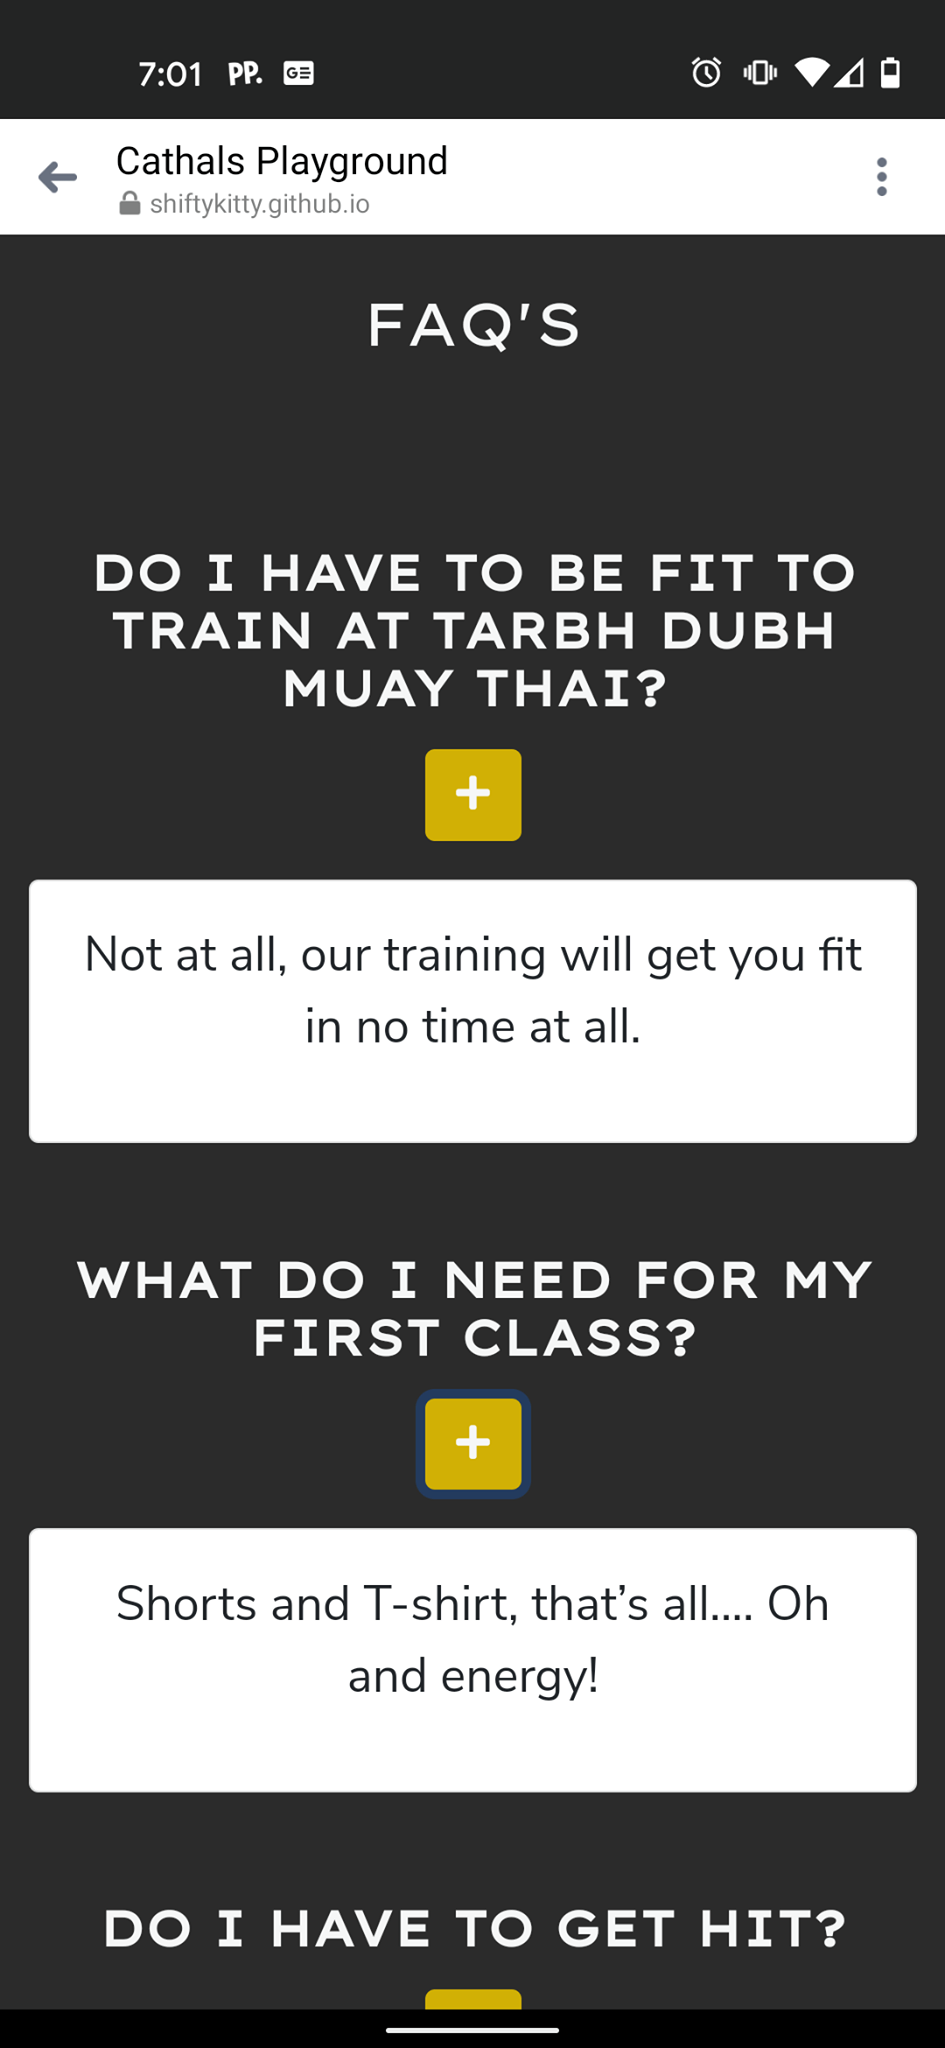 7:01 PP. GE
Cathals Playground
shiftykitty.github.io
FAQ'S
DO I HAVE TO BE FIT TO
TRAIN AT TARBH DUBH
MUAY THAI?
+
Not at all, our training will get you fit
in no time at all.
WHAT DO I NEED FOR MY
FIRST CLASS?
+
Shorts and T-shirt, that’s all.... Oh
and energy!
DO I HAVE TO GET HIT?